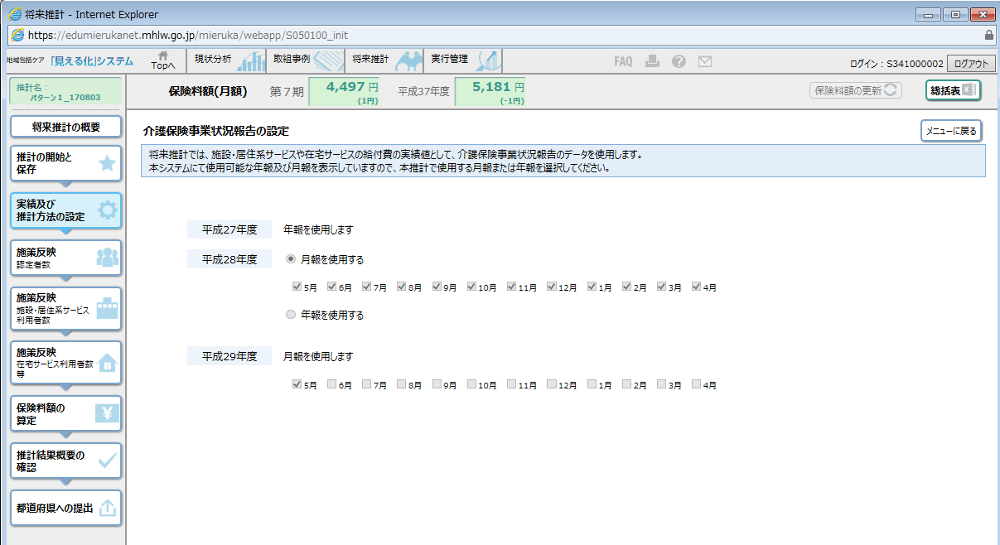 将来推計 - Internet Explorer
https://edumierukanet.mhlw.go.jp/mieruka/webapp/S050100_init
地域包括ケア 「見える化」システム
Topへ
現状分析
取組事例
将来推計
実行管理
FAQ
ログイン：S341000002
ログアウト
推計名：
パターン１_170803
保険料額(月額)
第７期
4,497 円
(1円)
平成37年度
5,181 円
(-1円)
保険料額の更新
総括表
将来推計の概要
推計の開始と
保存
実績及び
推計方法の設定
施策反映
認定者数
施策反映
施設・居住系サービス
利用者数
施策反映
在宅サービス利用者数
等
保険料額の
算定
¥
推計結果概要の
確認
都道府県への提出
介護保険事業状況報告の設定
メニューに戻る
将来推計では、施設・居住系サービスや在宅サービスの給付費の実績値として、介護保険事業状況報告のデータを使用します。
本システムにて使用可能な年報及び月報を表示していますので、本推計で使用する月報または年報を選択してください。
平成27年度 年報を使用します
平成28年度 月報を使用する
5月 6月 7月 8月 9月 10月 11月 12月 1月 2月 3月 4月
年報を使用する
平成29年度 月報を使用します
5月 6月 7月 8月 9月 10月 11月 12月 1月 2月 3月 4月